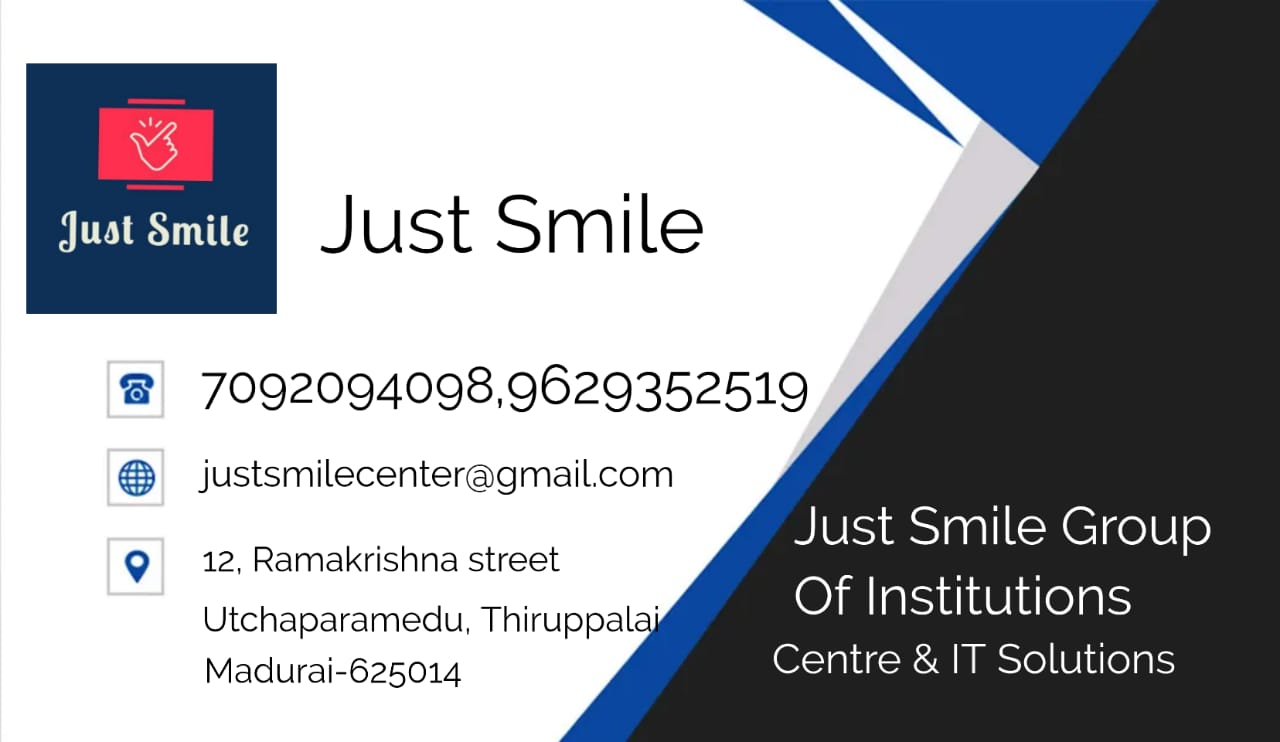 Just Smile
Just Smile
7092094098,9629352519
justsmilecenter@gmail.com
12, Ramakrishna street
Utchaparamedu, Thiruppalai
Madurai-625014
Just Smile Group
Of Institutions
Centre & IT Solutions